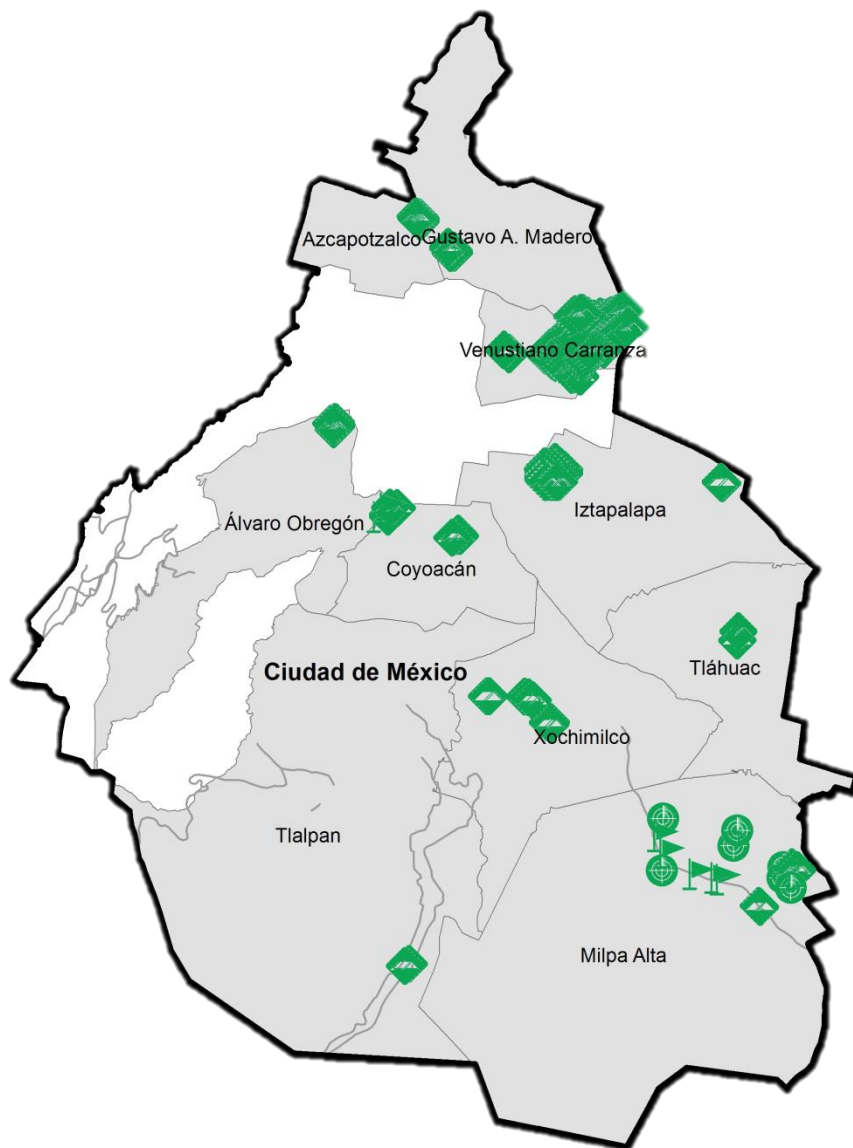 Azcapotzalco
Gustavo A. Madero
Venustiano Carranza
Iztapalapa
Álvaro Obregón
Coyoacán
Tláhuac
Ciudad de México
Xochimilco
Tlalpan
Milpa Alta